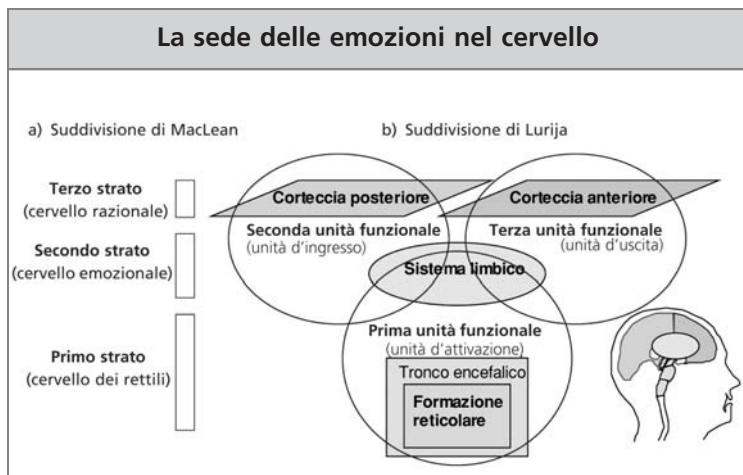 La sede delle emozioni nel cervello
a) Suddivisione di MacLean
b) Suddivisione di Lurija
Terzo strato
(cervello razionale)
Secondo strato
(cervello emozionale)
Primo strato
(cervello dei rettili)
Corteccia posteriore
Corteccia anteriore
Seconda unità funzionale
(unità d'ingresso)
Terza unità funzionale
(unità d'uscita)
Sistema limbico
Prima unità funzionale
(unità d'attivazione)
Tronco encefalico
Formazione
reticolare